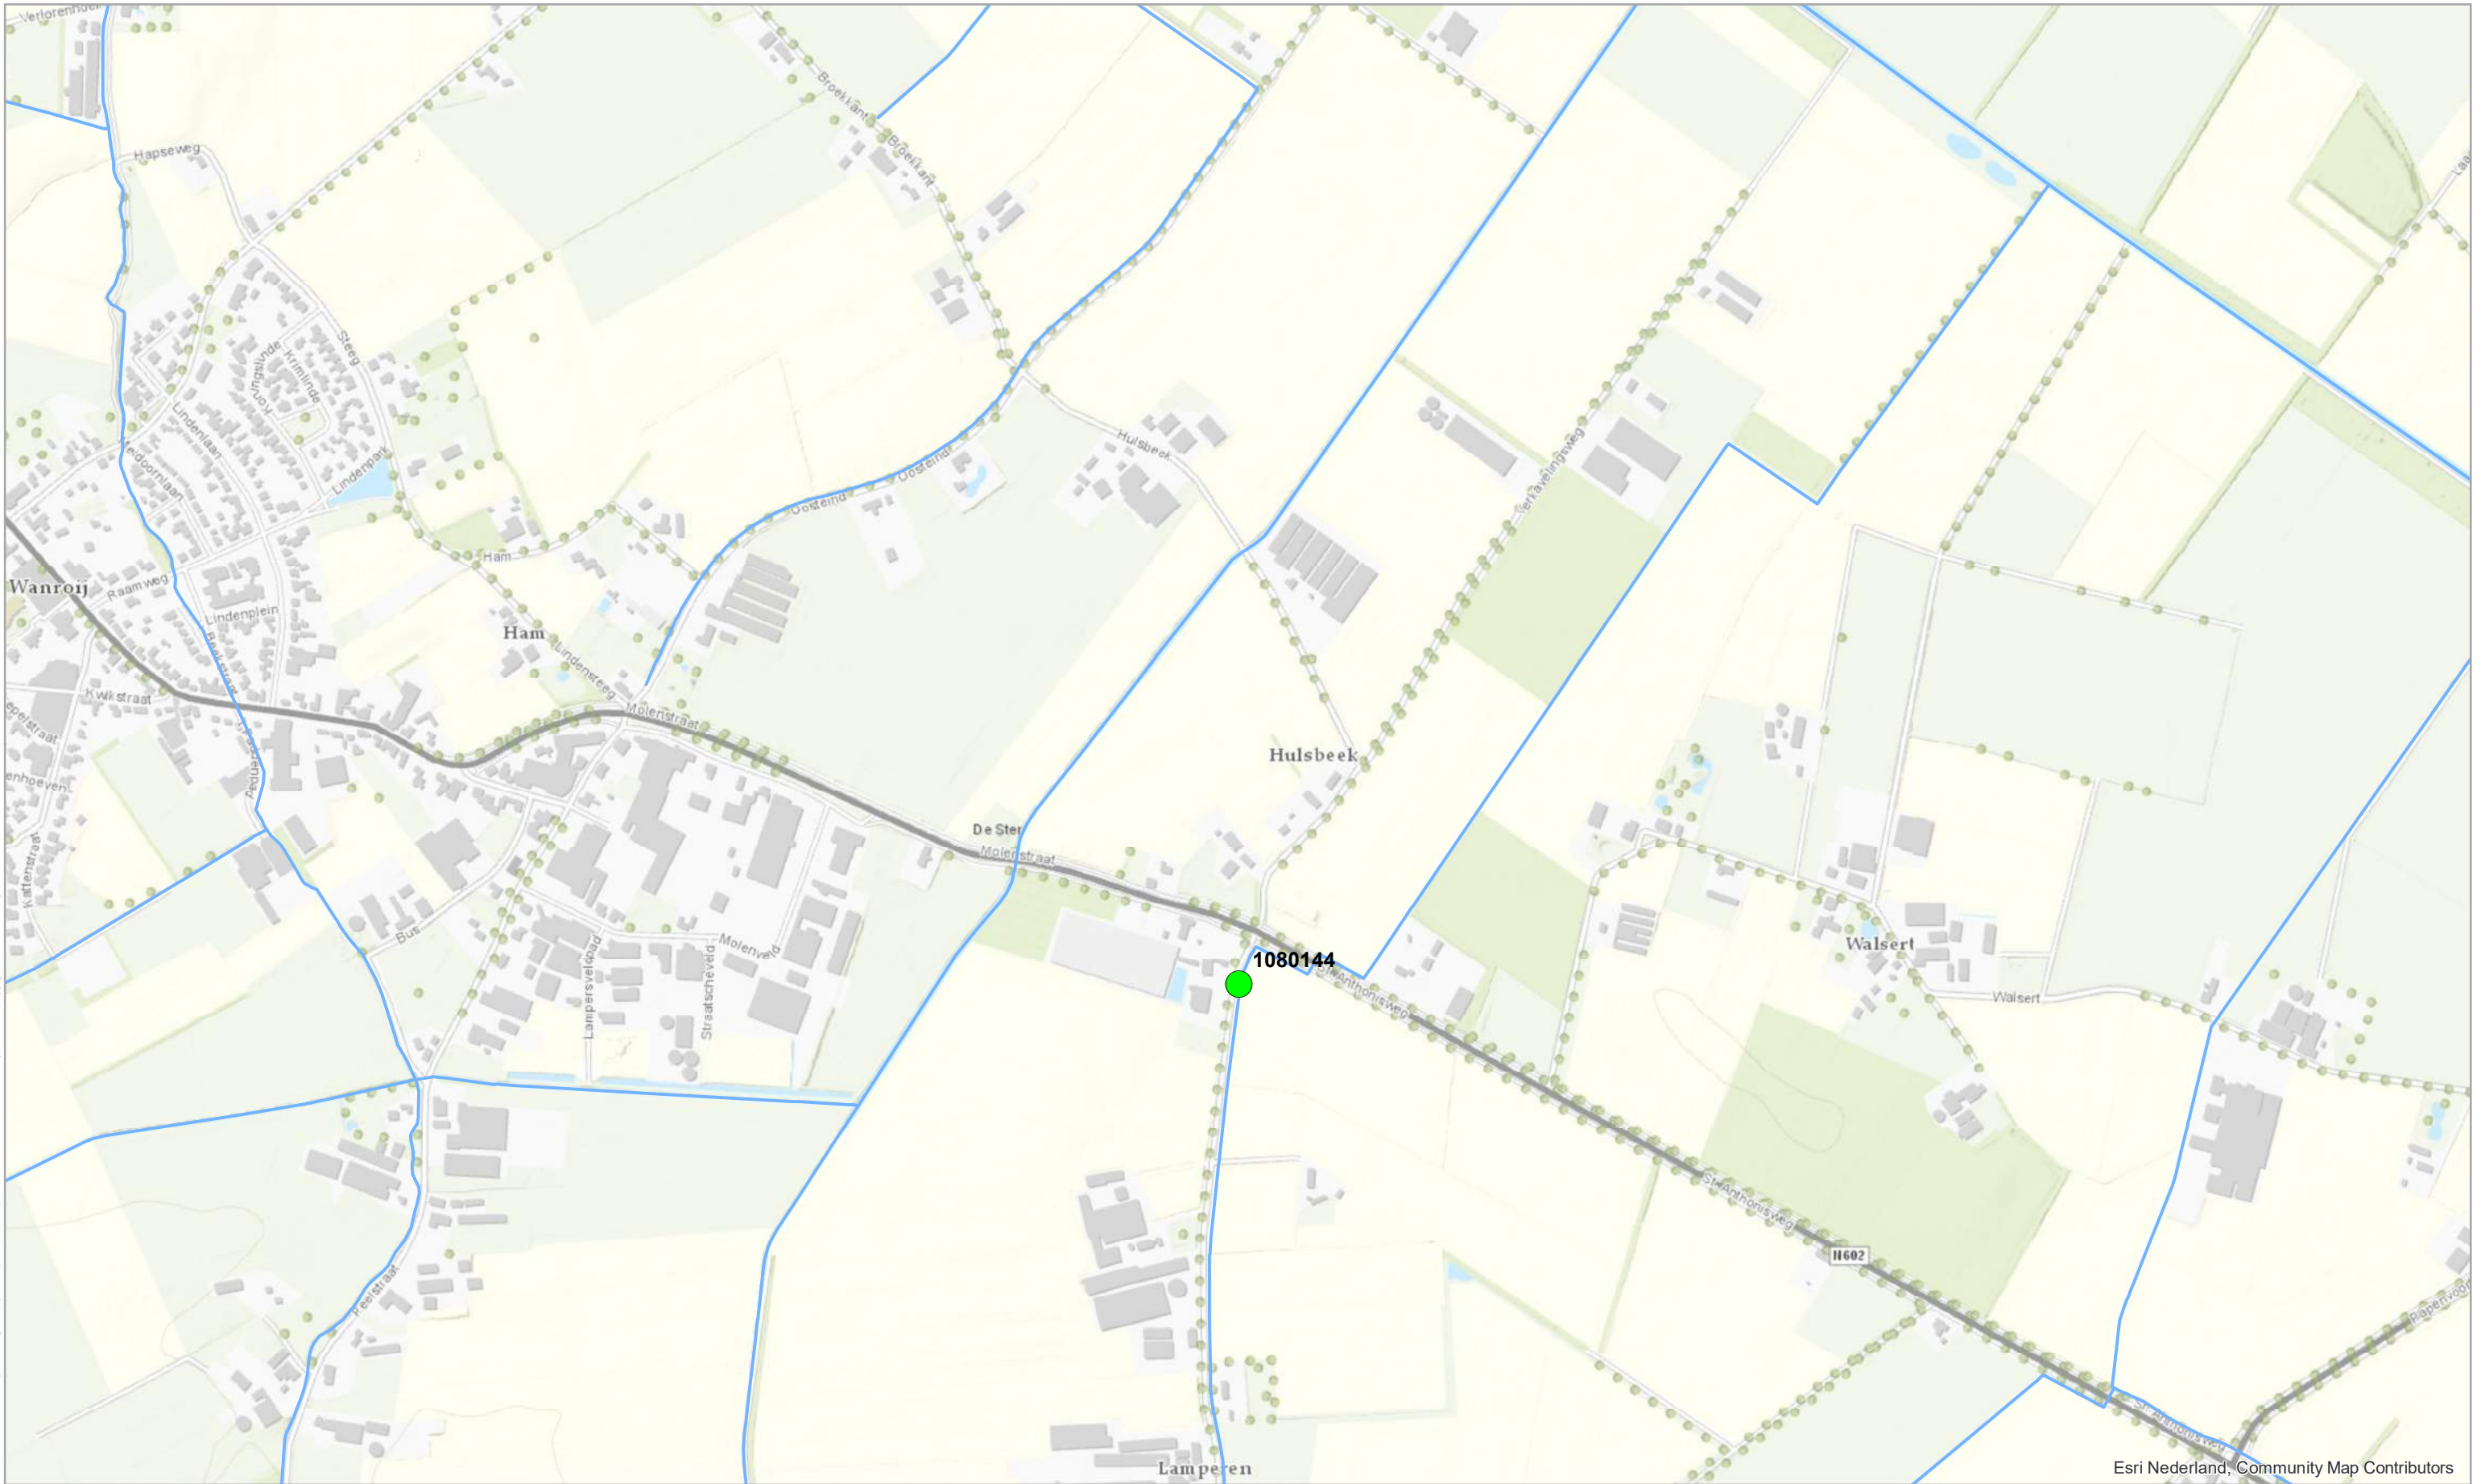 Verlorenhoek
Hapseweg
Broekkant
Broekkant
Steeg
Krimlinde
Koningslinde
Lindenlaan
Meidoornlaan
Lindenpark
Hulsbeek
Oosteind
Oosteind
Verkavelingsweg
Ham
Wanroij
Raamweg
Lindenplein
Ham
Beekstraat
Lindensteeg
Kwikstraat
Molenstraat
Hulsbeek
De Ster
Molenstraat
Kattenstraat
Bus
Molenveld
Lampersveldpad
Straatscheveld
1080144
St. Anthonisweg
Walsert
Walsert
St. Anthonisweg
N602
Peelstraat
St. Anthonisweg
Lamperen
Esri Nederland, Community Map Contributors